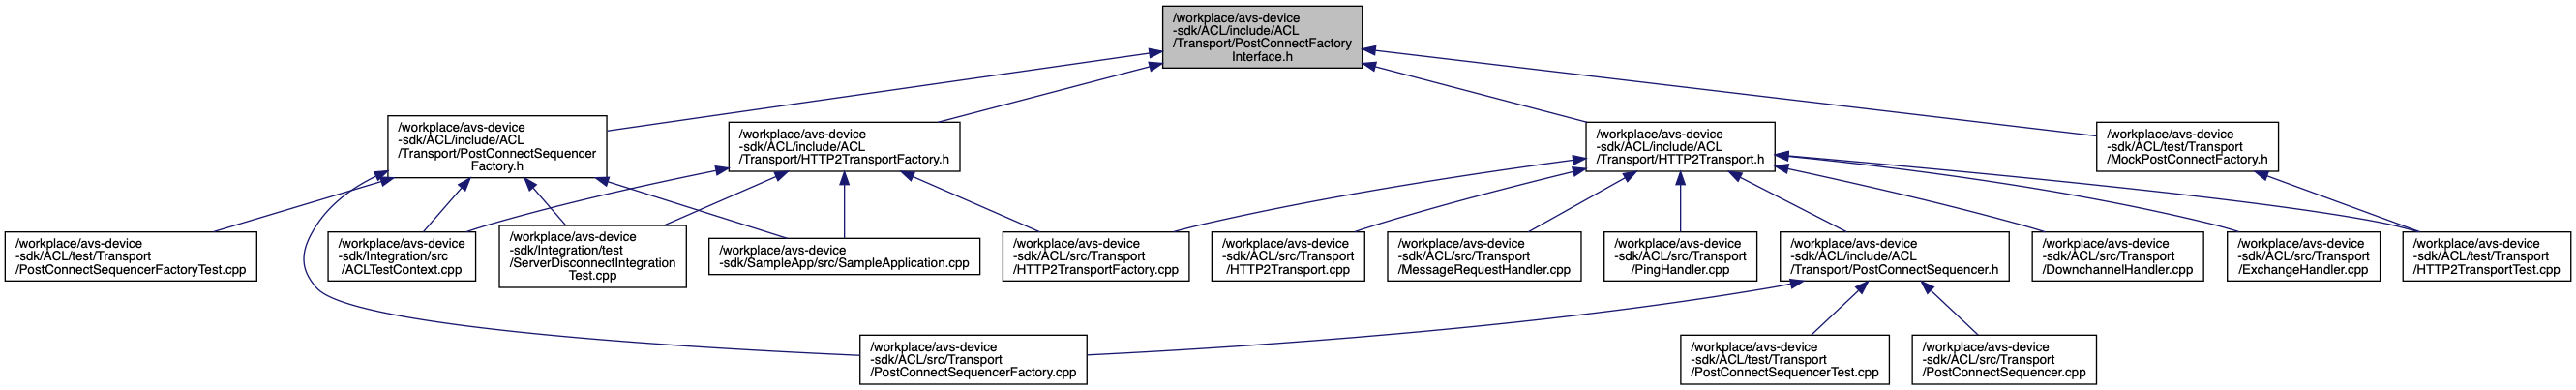 /workplace/avs-device
-sdk/ACL/include/ACL
/Transport/PostConnectFactory
Interface.h
/workplace/avs-device
-sdk/ACL/include/ACL
/Transport/PostConnectSequencer
Factory.h
/workplace/avs-device
-sdk/ACL/include/ACL
/Transport/HTTP2TransportFactory.h
/workplace/avs-device
-sdk/ACL/include/ACL
/Transport/HTTP2Transport.h
/workplace/avs-device
-sdk/ACL/test/Transport
/MockPostConnectFactory.h
/workplace/avs-device
-sdk/ACL/test/Transport
/PostConnectSequencerFactoryTest.cpp
/workplace/avs-device
-sdk/Integration/src
/ACLTestContext.cpp
/workplace/avs-device
-sdk/Integration/test
/ServerDisconnectIntegration
Test.cpp
/workplace/avs-device
-sdk/SampleApp/src/SampleApplication.cpp
/workplace/avs-device
-sdk/ACL/src/Transport
/HTTP2TransportFactory.cpp
/workplace/avs-device
-sdk/ACL/src/Transport
/HTTP2Transport.cpp
/workplace/avs-device
-sdk/ACL/src/Transport
/MessageRequestHandler.cpp
/workplace/avs-device
-sdk/ACL/src/Transport
/PingHandler.cpp
/workplace/avs-device
-sdk/ACL/include/ACL
/Transport/PostConnectSequencer.h
/workplace/avs-device
-sdk/ACL/src/Transport
/DownchannelHandler.cpp
/workplace/avs-device
-sdk/ACL/src/Transport
/ExchangeHandler.cpp
/workplace/avs-device
-sdk/ACL/test/Transport
/HTTP2TransportTest.cpp
/workplace/avs-device
-sdk/ACL/src/Transport
/PostConnectSequencerFactory.cpp
/workplace/avs-device
-sdk/ACL/test/Transport
/PostConnectSequencerTest.cpp
/workplace/avs-device
-sdk/ACL/src/Transport
/PostConnectSequencer.cpp